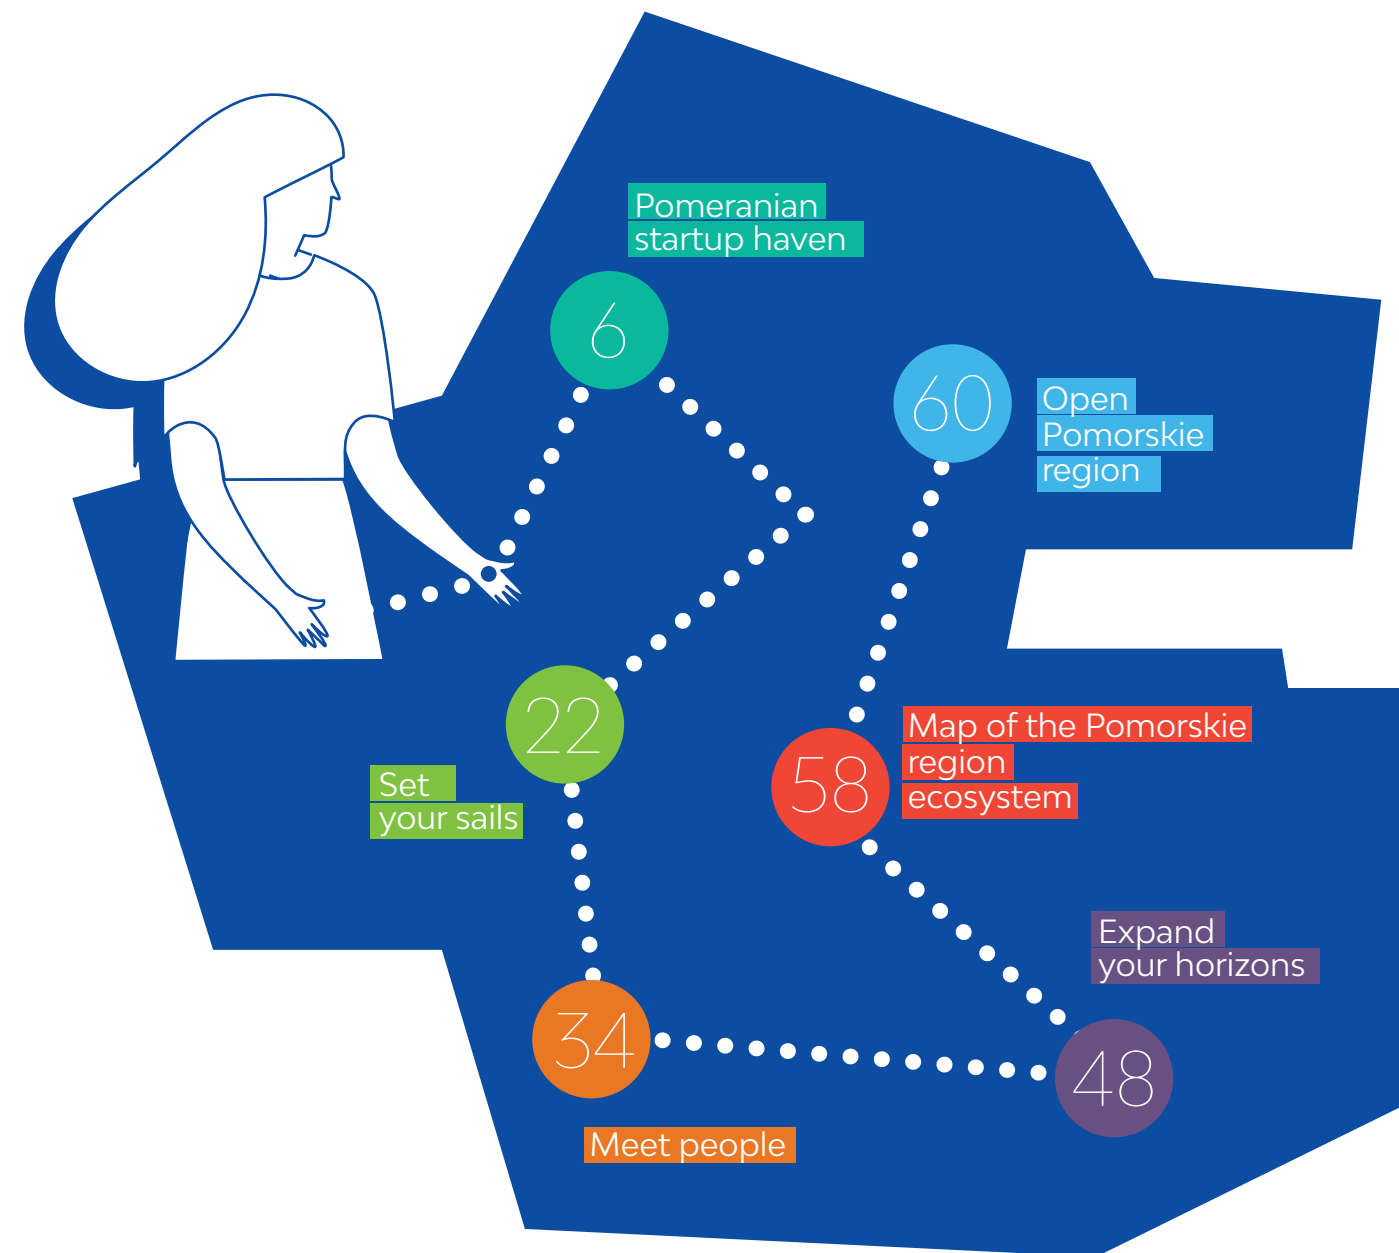 Pomeranian
startup haven
6
60
Open
Pomorskie
region
22
Set
your sails
58
Map of the Pomorskie
region
ecosystem
Expand
your horizons
48
34
Meet people